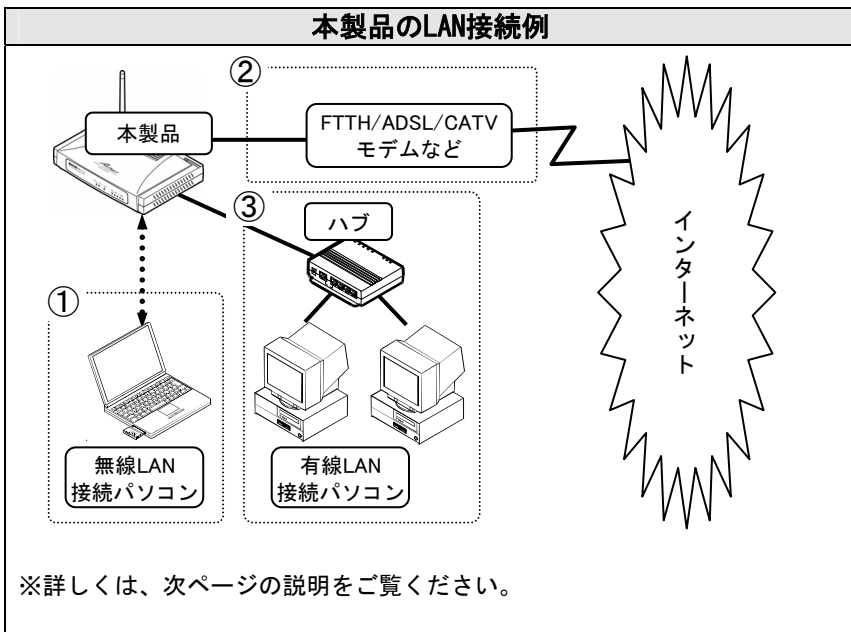 本製品のLAN接続例
②
本製品
FTTH/ADSL/CATV
モデムなど
③
ハブ
インターネット
①
無線LAN
接続パソコン
有線LAN
接続パソコン
※詳しくは、次ページの説明をご覧ください。